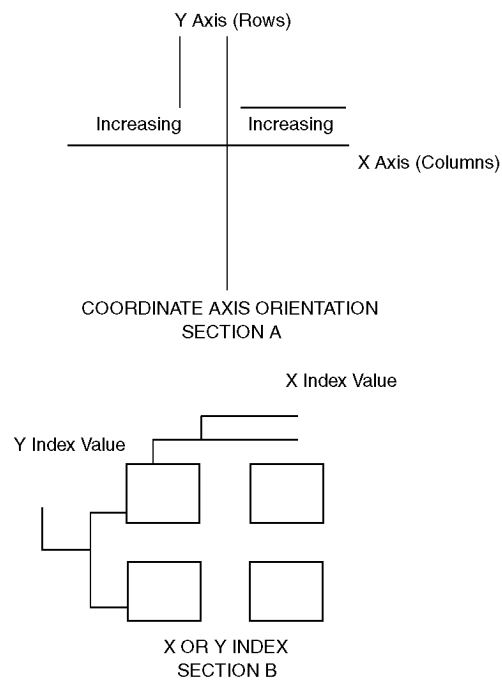 Y Axis (Rows)
Increasing
Increasing
X Axis (Columns)
COORDINATE AXIS ORIENTATION
SECTION A
X Index Value
Y Index Value
X OR Y INDEX
SECTION B